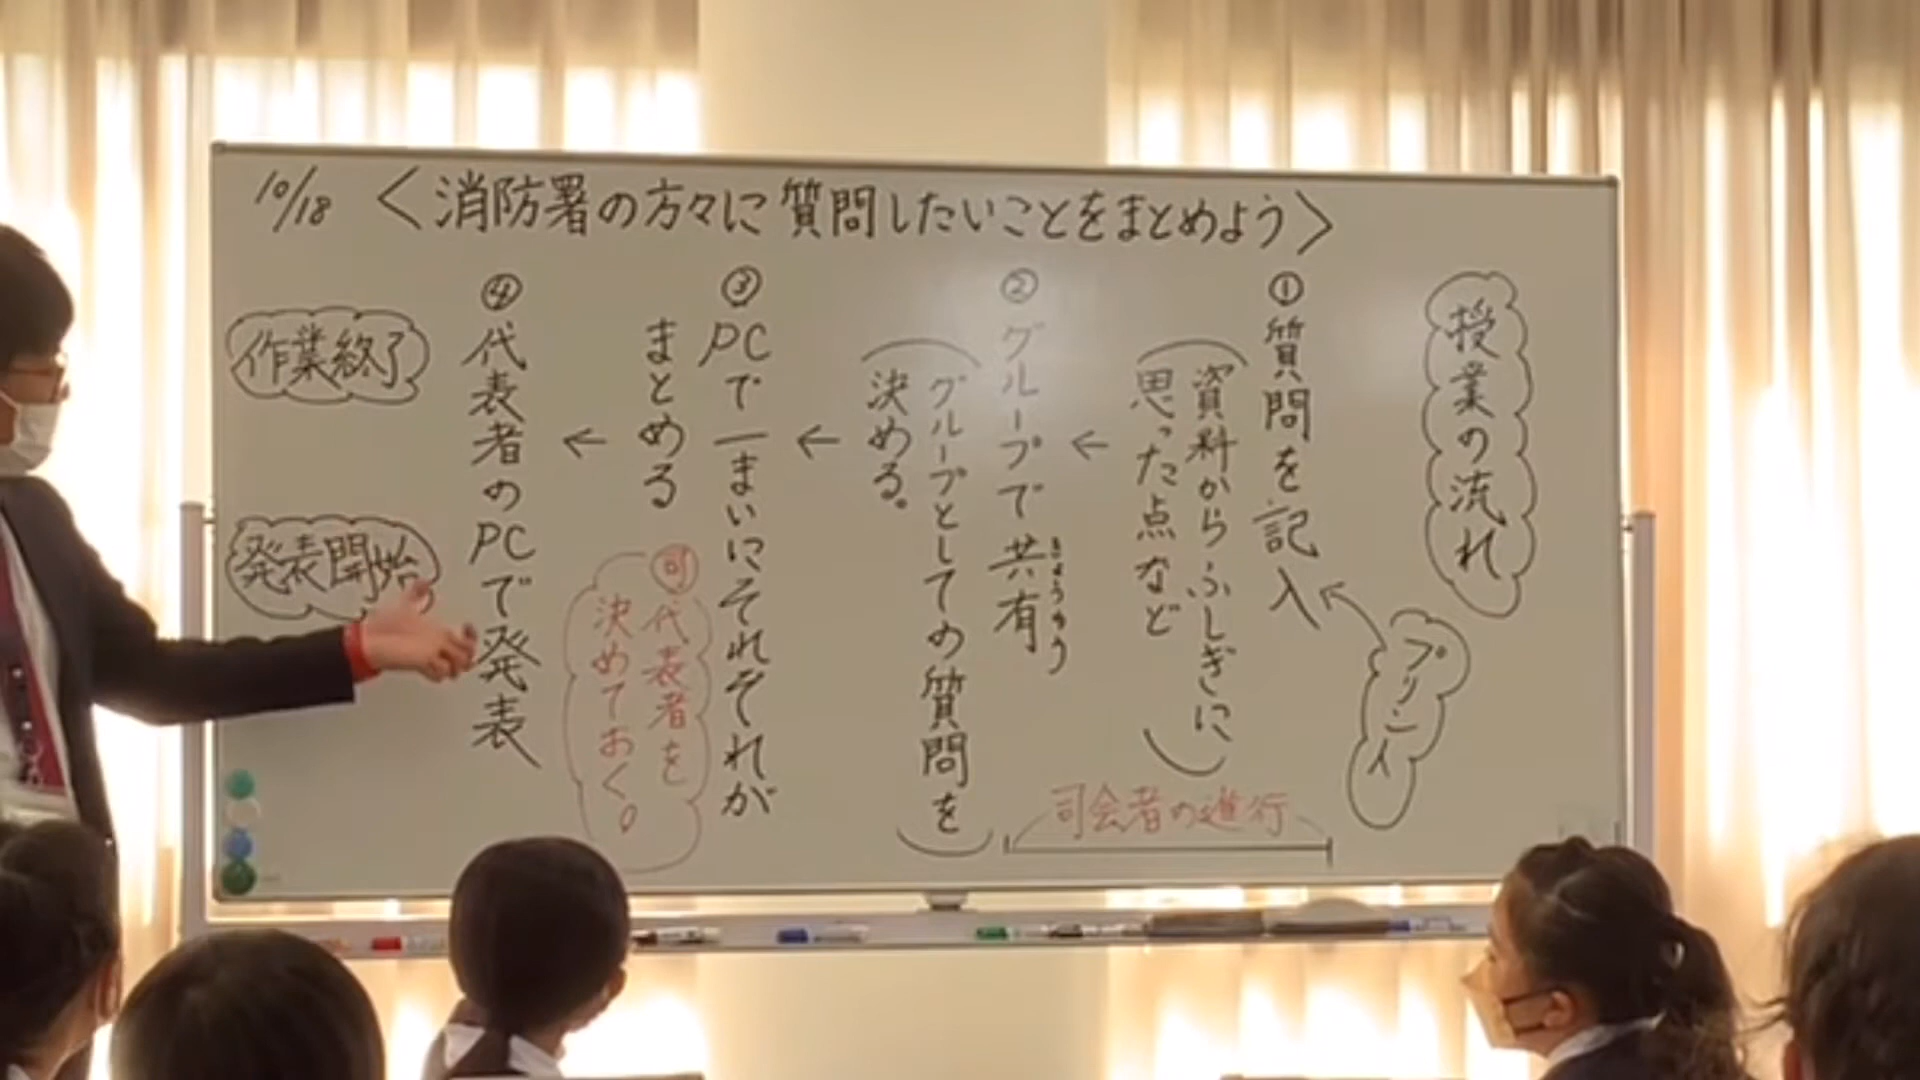 10/18 〈消防署の方々に質問したいことをまとめよう〉
授業の流れ
プリント
①質問を記入
(資料からふしぎに
思った点など)
司会者の進行
②グループで共有
きょうゆう
(グループとしての質問を
決める。)
③PCで一まいにそれぞれが
まとめる
司代表者を
決めておく!
④代表者のPCで発表
作業終了
発表開始